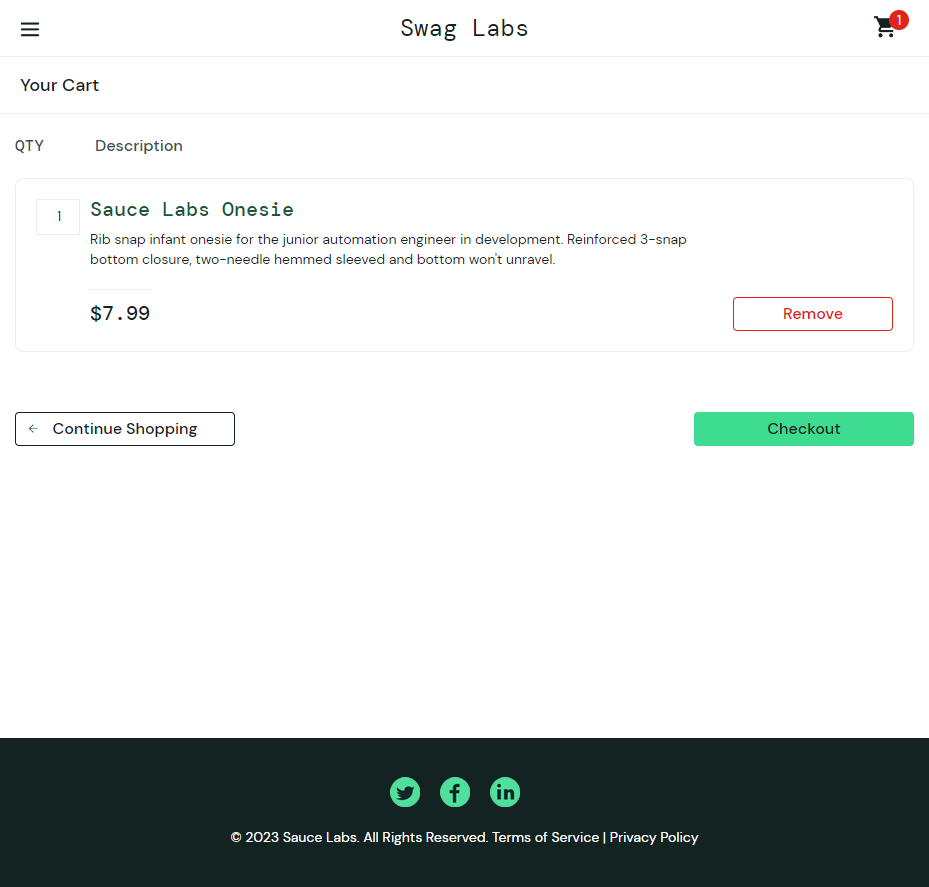 Swag Labs
1
Your Cart
QTY Description
1
Sauce Labs Onesie
Rib snap infant onesie for the junior automation engineer in development. Reinforced 3-snap
bottom closure, two-needle hemmed sleeved and bottom won't unravel.
$7.99
Remove
Continue Shopping
Checkout
© 2023 Sauce Labs. All Rights Reserved. Terms of Service | Privacy Policy